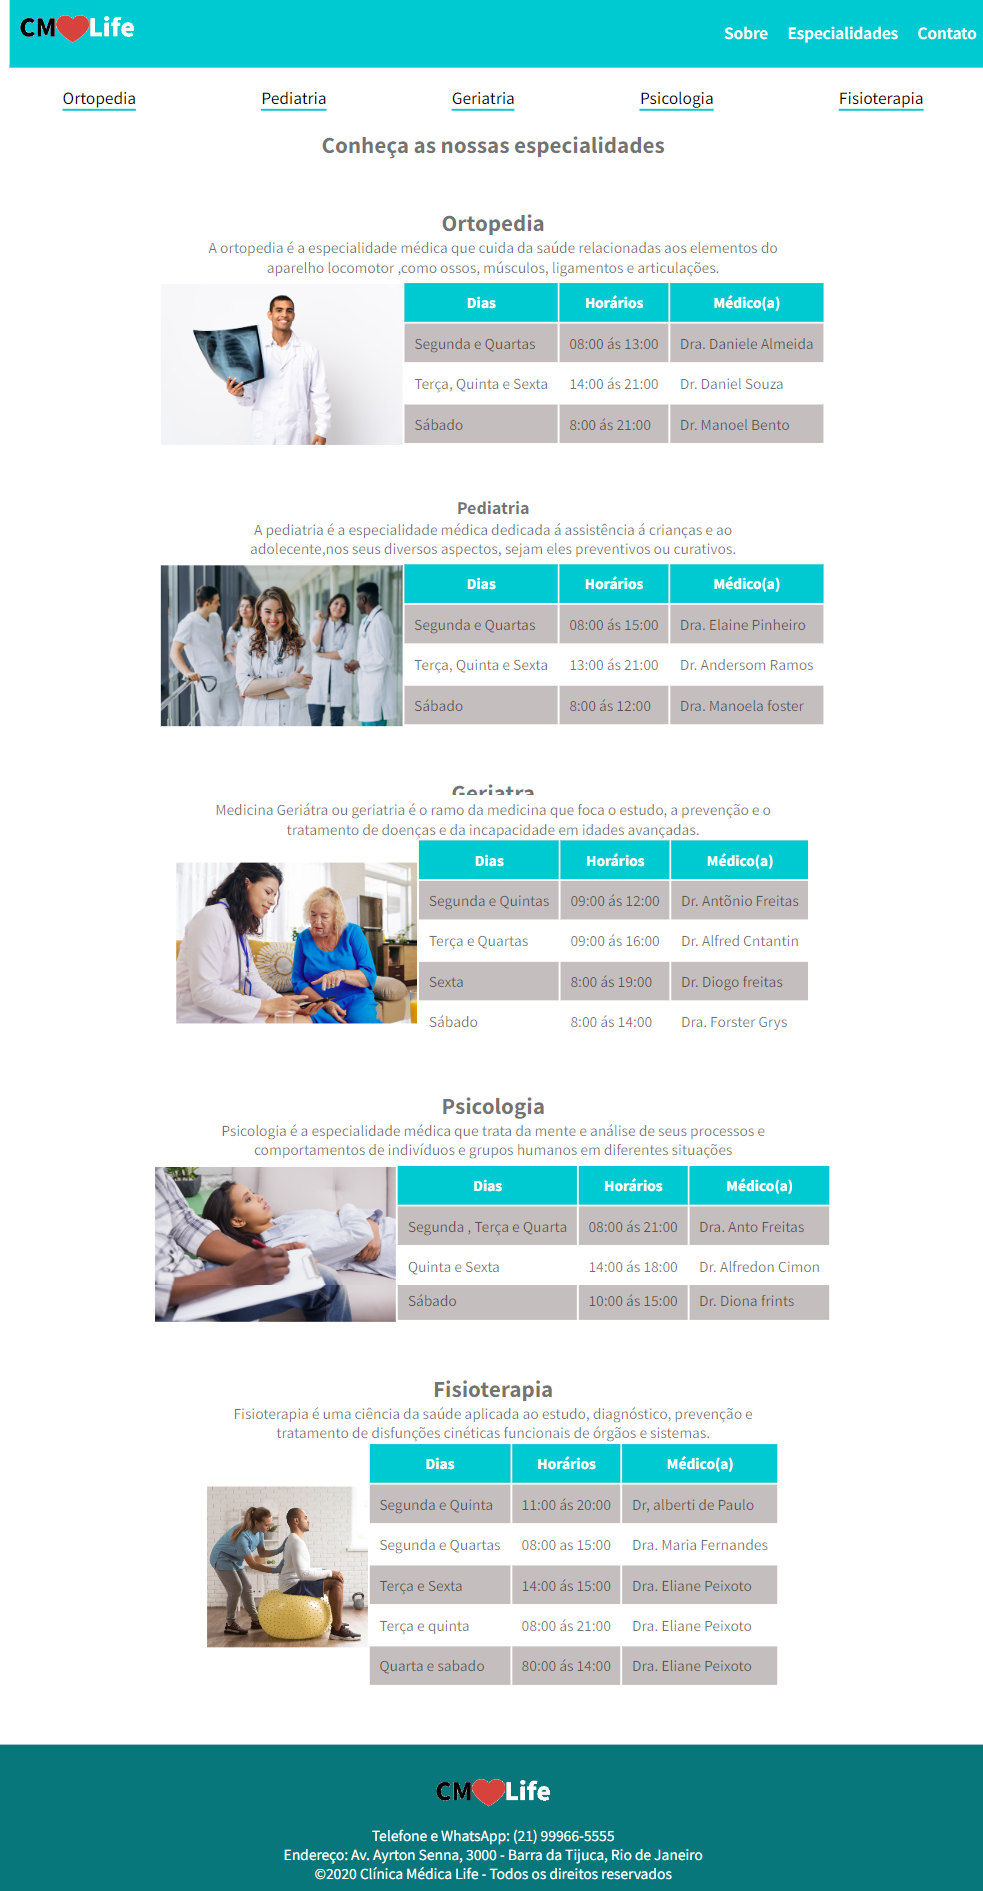 CM Life
Sobre Especialidades Contato
Ortopedia Pediatria Geriatria Psicologia Fisioterapia
Conheça as nossas especialidades
Ortopedia
A ortopedia é a especialidade médica que cuida da saúde relacionadas aos elementos do
aparelho locomotor ,como ossos, músculos, ligamentos e articulações.
Dias Horários Médico(a)
Segunda e Quartas 08:00 ás 13:00 Dra. Daniele Almeida
Terça, Quinta e Sexta 14:00 ás 21:00 Dr. Daniel Souza
Sábado 8:00 ás 21:00 Dr. Manoel Bento
Pediatria
A pediatria é a especialidade médica dedicada á assistência á crianças e ao
adolecente,nos seus diversos aspectos, sejam eles preventivos ou curativos.
Dias Horários Médico(a)
Segunda e Quartas 08:00 ás 15:00 Dra. Elaine Pinheiro
Terça, Quinta e Sexta 13:00 ás 21:00 Dr. Andersom Ramos
Sábado 8:00 ás 12:00 Dra. Manoela foster
Geriatra
Medicina Geriátra ou geriatria é o ramo da medicina que foca o estudo, a prevenção e o
tratamento de doenças e da incapacidade em idades avançadas.
Dias Horários Médico(a)
Segunda e Quintas 09:00 ás 12:00 Dr. Antõnio Freitas
Terça e Quartas 09:00 ás 16:00 Dr. Alfred Cntantin
Sexta 8:00 ás 19:00 Dr. Diogo freitas
Sábado 8:00 ás 14:00 Dra. Forster Grys
Psicologia
Psicologia é a especialidade médica que trata da mente e análise de seus processos e
comportamentos de indivíduos e grupos humanos em diferentes situações
Dias Horários Médico(a)
Segunda , Terça e Quarta 08:00 ás 21:00 Dra. Anto Freitas
Quinta e Sexta 14:00 ás 18:00 Dr. Alfredon Cimon
Sábado 10:00 ás 15:00 Dr. Diona frints
Fisioterapia
Fisioterapia é uma ciência da saúde aplicada ao estudo, diagnóstico, prevenção e
tratamento de disfunções cinéticas funcionais de órgãos e sistemas.
Dias Horários Médico(a)
Segunda e Quinta 11:00 ás 20:00 Dr, alberti de Paulo
Segunda e Quartas 08:00 as 15:00 Dra. Maria Fernandes
Terça e Sexta 14:00 ás 15:00 Dra. Eliane Peixoto
Terça e quinta 08:00 ás 21:00 Dra. Eliane Peixoto
Quarta e sabado 80:00 ás 14:00 Dra. Eliane Peixoto
CM Life
Telefone e WhatsApp: (21) 99966-5555
Endereço: Av. Ayrton Senna, 3000 - Barra da Tijuca, Rio de Janeiro
©2020 Clínica Médica Life - Todos os direitos reservados